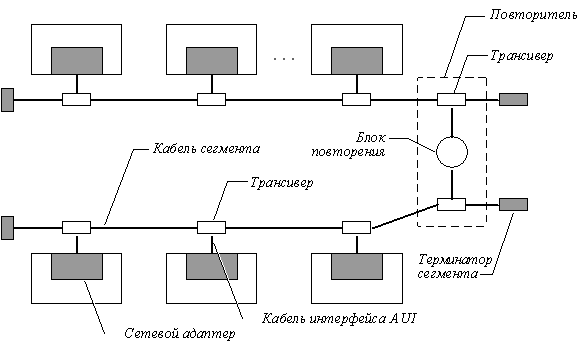 Повторитель
Трансивер
Блок
повторения
Кабель сегмента
Трансивер
Терминатор
сегмента
Кабель интерфейса AUI
Сетевой адаптер